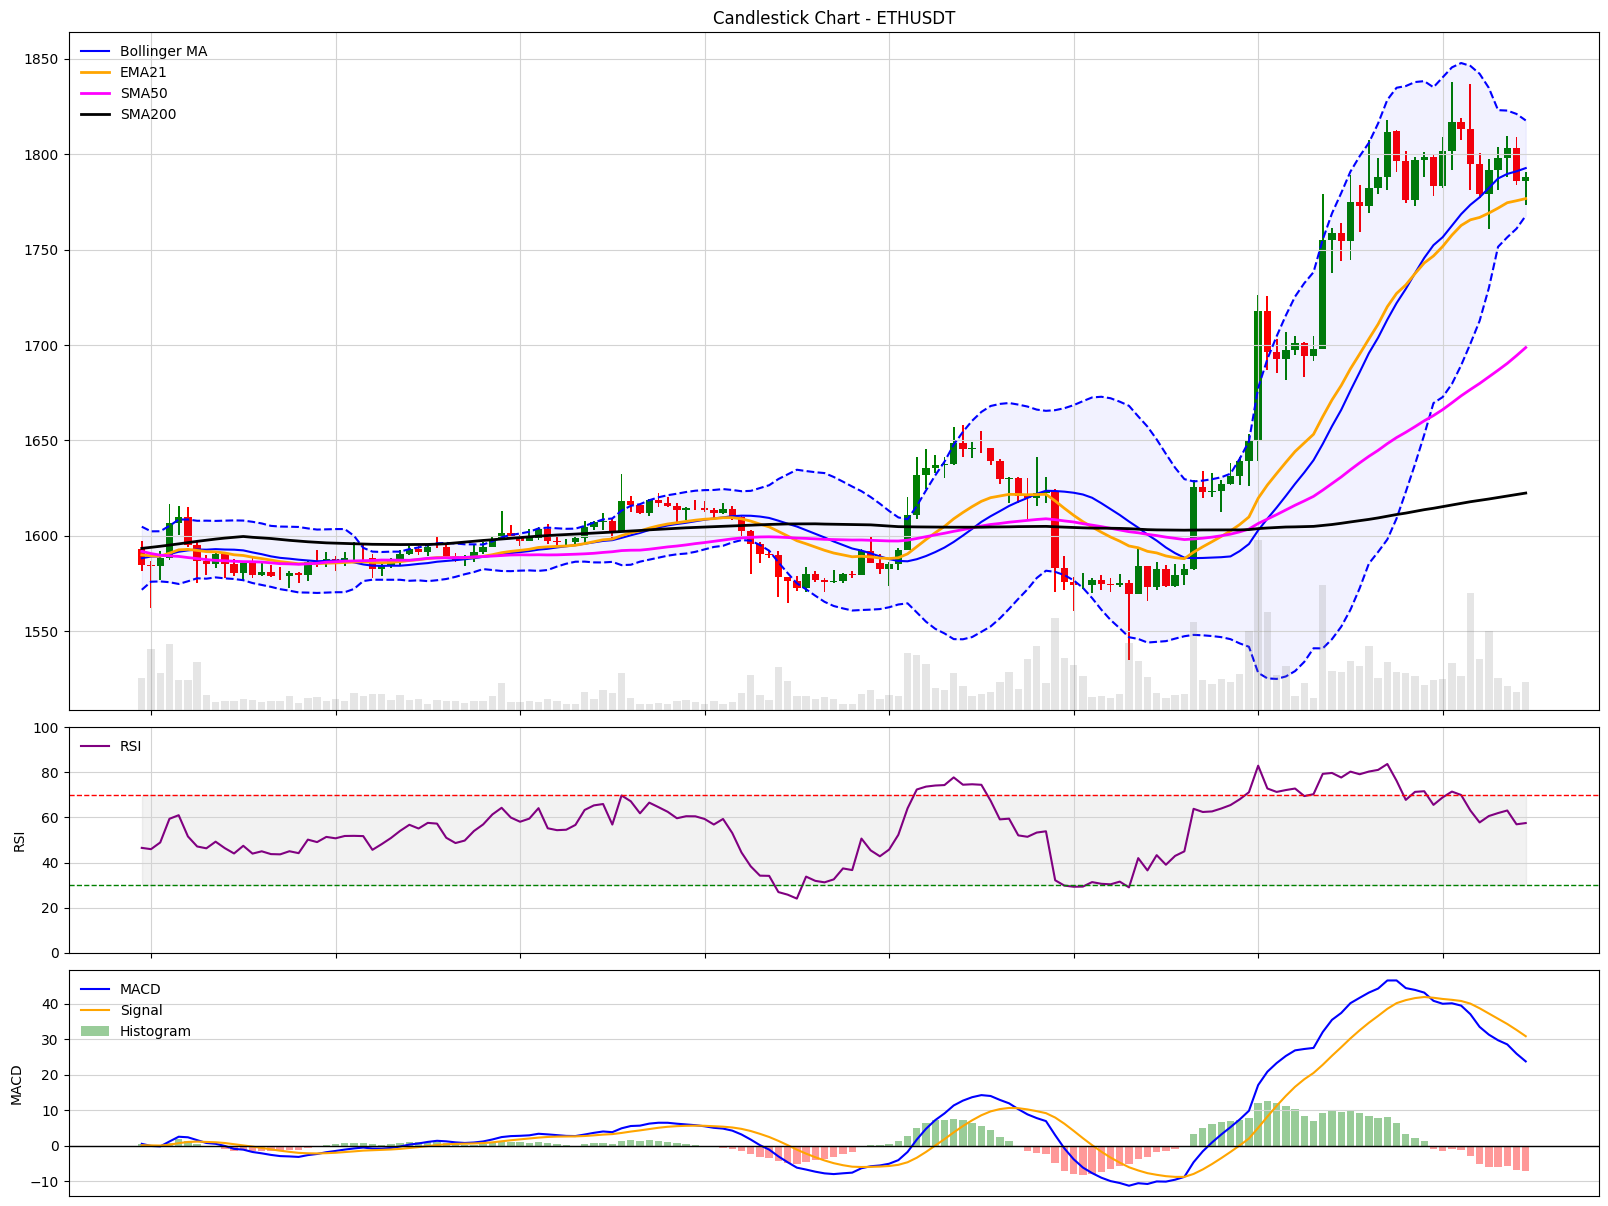 Candlestick Chart - ETHUSDT
Bollinger MA
EMA21
SMA50
SMA200
1850
1800
1750
1700
1650
1600
1550
RSI
100
80
60
40
20
0
RSI
MACD
Signal
Histogram
40
30
20
10
0
−10
MACD